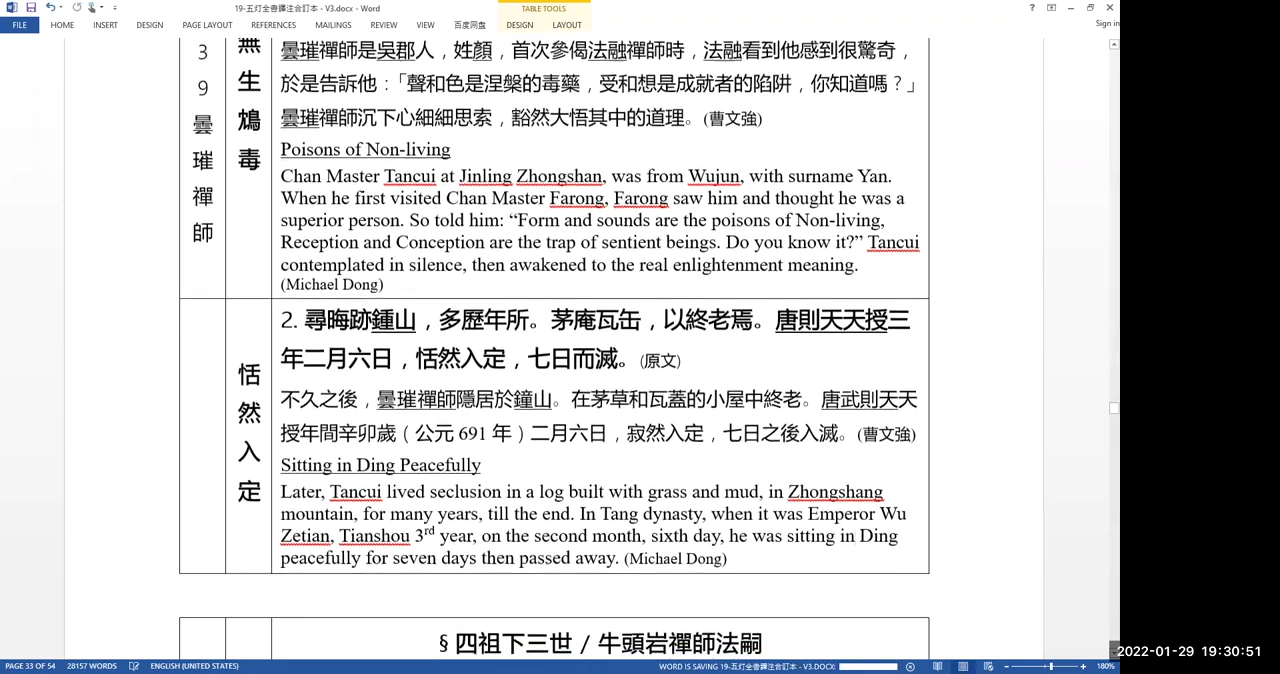 19-五灯全書譯注合訂本 - V3.docx - Word
TABLE TOOLS
Sign in
FILE HOME INSERT DESIGN PAGE LAYOUT REFERENCES MAILINGS REVIEW VIEW 百度网盘 DESIGN LAYOUT
3
9
曇
璀
禪
師
無
生
鴆
毒
曇璀禪師是吳郡人，姓顏，首次參偈法融禪師時，法融看到他感到很驚奇，
於是告訴他：「聲和色是涅槃的毒藥，受和想是成就者的陷阱，你知道嗎？」
曇璀禪師沉下心細細思索，豁然大悟其中的道理。(曹文強)
Poisons of Non-living
Chan Master Tancui at Jinling Zhongshan, was from Wujun, with surname Yan.
When he first visited Chan Master Farong, Farong saw him and thought he was a
superior person. So told him: “Form and sounds are the poisons of Non-living,
Reception and Conception are the trap of sentient beings. Do you know it?” Tancui
contemplated in silence, then awakened to the real enlightenment meaning.
(Michael Dong)
恬
然
入
定
2. 尋晦跡鍾山，多歷年所。茅庵瓦缶，以終老焉。唐則天天授三
年二月六日，恬然入定，七日而滅。(原文)
不久之後，曇璀禪師隱居於鐘山。在茅草和瓦蓋的小屋中終老。唐武則天天
授年間辛卯歲（公元 691 年）二月六日，寂然入定，七日之後入滅。(曹文強)
Sitting in Ding Peacefully
Later, Tancui lived seclusion in a log built with grass and mud, in Zhongshang
mountain, for many years, till the end. In Tang dynasty, when it was Emperor Wu
Zetian, Tianshou 3rd year, on the second month, sixth day, he was sitting in Ding
peacefully for seven days then passed away. (Michael Dong)
§ 四祖下三世 / 牛頭岩禪師法嗣
PAGE 33 OF 54 28157 WORDS ENGLISH (UNITED STATES) WORD IS SAVING 19-五灯全書譯注合訂本 - V3.DOCX: 180%
2022-01-29 19:30:51